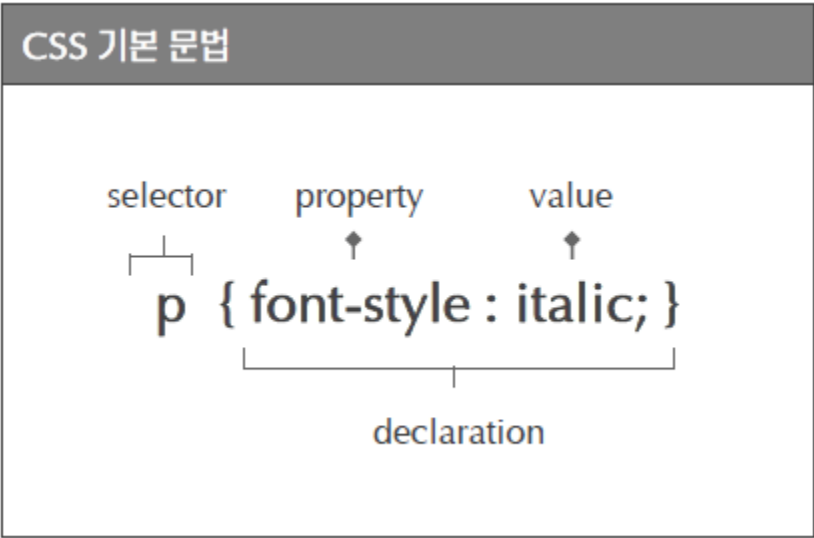 CSS 기본 문법
selector property value
p { font-style : italic; }
declaration